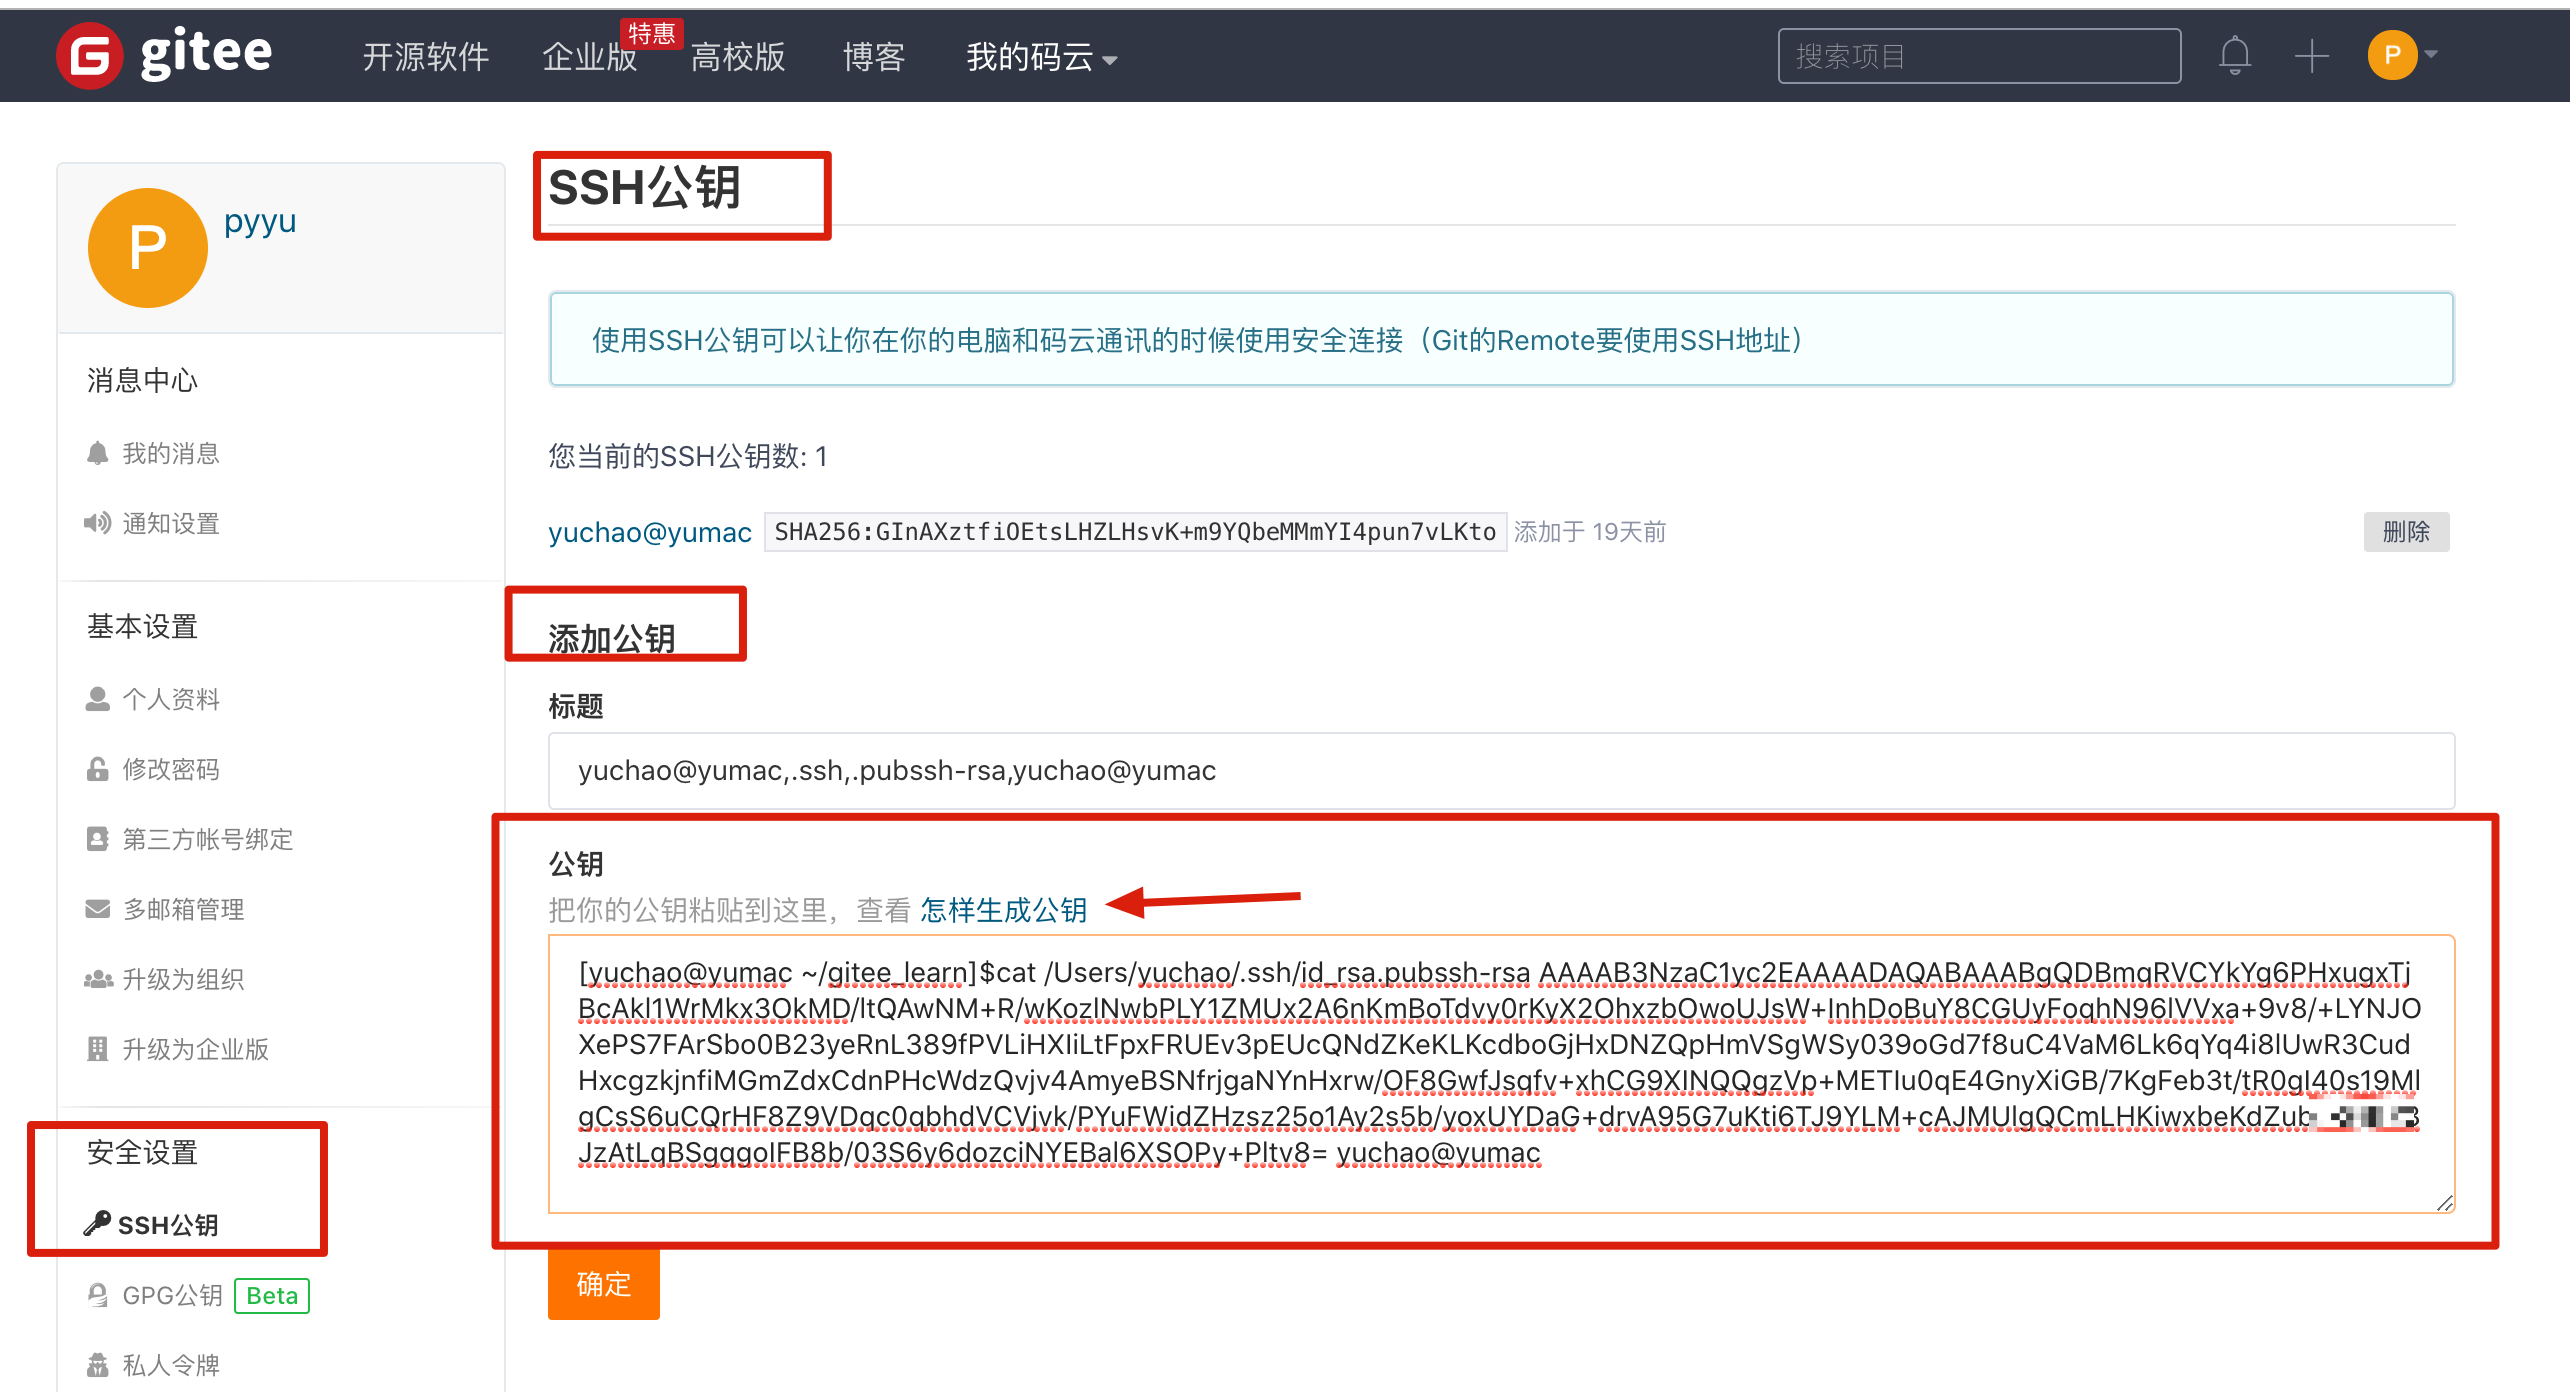 gitee
开源软件
企业版
特惠
高校版
博客
我的码云
搜索项目
P
P
pyyu
消息中心
我的消息
通知设置
基本设置
个人资料
修改密码
第三方帐号绑定
多邮箱管理
升级为组织
升级为企业版
安全设置
SSH公钥
GPG公钥 Beta
私人令牌
SSH公钥
使用SSH公钥可以让你在你的电脑和码云通讯的时候使用安全连接（Git的Remote要使用SSH地址）
您当前的SSH公钥数: 1
yuchao@yumac SHA256:GInAXztfiOEtsLHZLHsvK+m9YQbeMMmYI4pun7vLKto 添加于 19天前
删除
添加公钥
标题
yuchao@yumac,.ssh,.pubssh-rsa,yuchao@yumac
公钥
把你的公钥粘贴到这里，查看 怎样生成公钥
[yuchao@yumac ~/gitee_learn]$cat /Users/yuchao/.ssh/id_rsa.pubssh-rsa AAAAB3NzaC1yc2EAAAADAQABAAABgQDBmqRVCYkYg6PHxugxTj
BcAkl1WrMkx3OkMD/ltQAwNM+R/wKozlNwbPLY1ZMUx2A6nKmBoTdvy0rKyX2OhxzbOwoUJsW+InhDoBuY8CGUyFoqhN96lVVxa+9v8/+LYNJO
XePS7FArSbo0B23yeRnL389fPVLiHXIiLtFpxFRUEv3pEUcQNdZKeKLKcdboGjHxDNZQpHmVSgWSy039oGd7f8uC4VaM6Lk6qYq4i8lUwR3Cud
HxcgzkjnfiMGmZdxCdnPHcWdzQvjv4AmyeBSNfrjgaNYnHxrw/OF8GwfJsqfv+xhCG9XINQQgzVp+METIu0qE4GnyXiGB/7KgFeb3t/tR0gI40s19Ml
gCsS6uCQrHF8Z9VDqc0qbhdVCVjvk/PYuFWidZHzsz25o1Ay2s5b/yoxUYDaG+drvA95G7uKti6TJ9YLM+cAJMUlgQCmLHKiwxbeKdZub
JzAtLqBSgqgoIFB8b/03S6y6dozciNYEBal6XSOPy+Pltv8= yuchao@yumac
确定